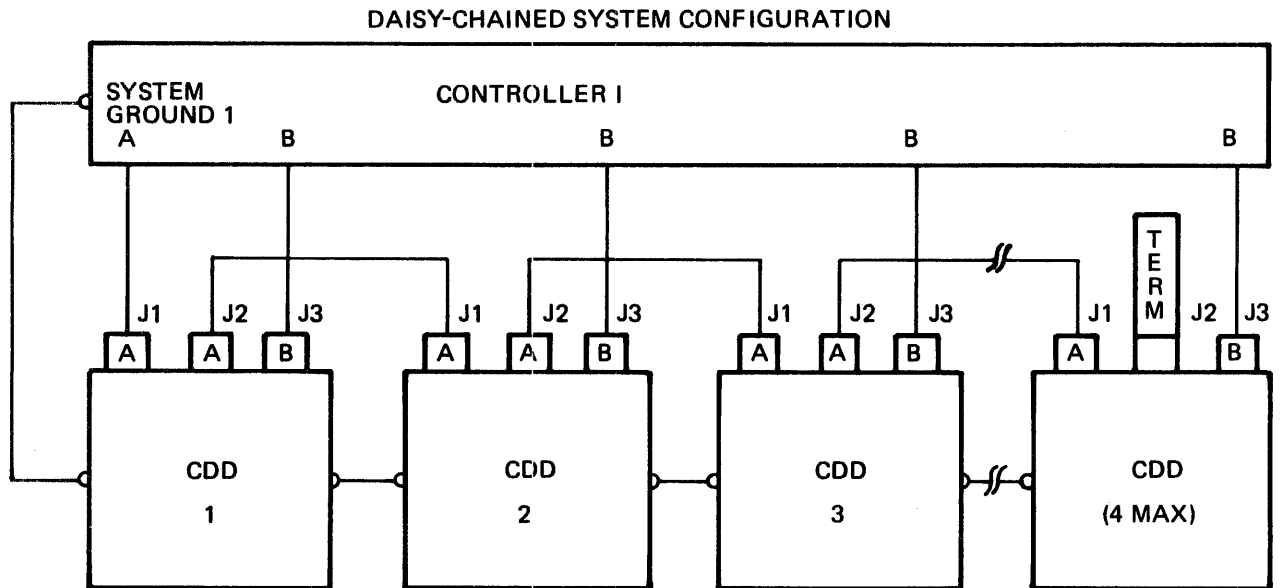 DAISY-CHAINED SYSTEM CONFIGURATION
SYSTEM
GROUND 1
CONTROLLER I
A B B B B
TERM
J1 J2 J3 J1 J2 J3 J1 J2 J3 J1 J2 J3
A A B A A B A A B A B
CDD
1
CDD
2
CDD
3
CDD
(4 MAX)